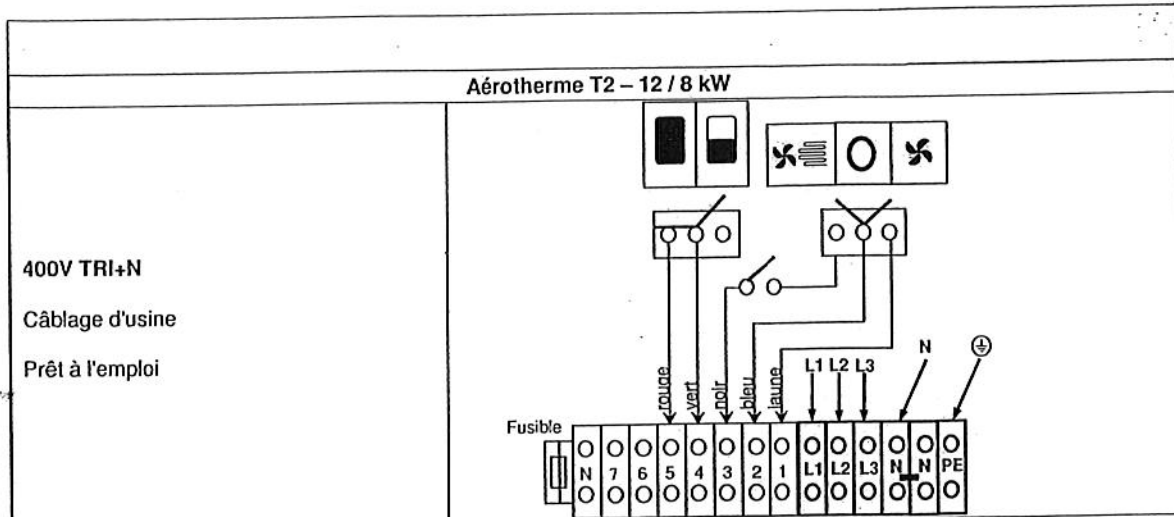 Aérotherme T2 – 12 / 8 kW
400V TRI+N
Câblage d'usine
Prêt à l'emploi
rouge
vert
noir
bleu
jaune
L1 L2 L3
N
Fusible
N 7 6 5 4 3 2 1 L1 L2 L3 N N PE